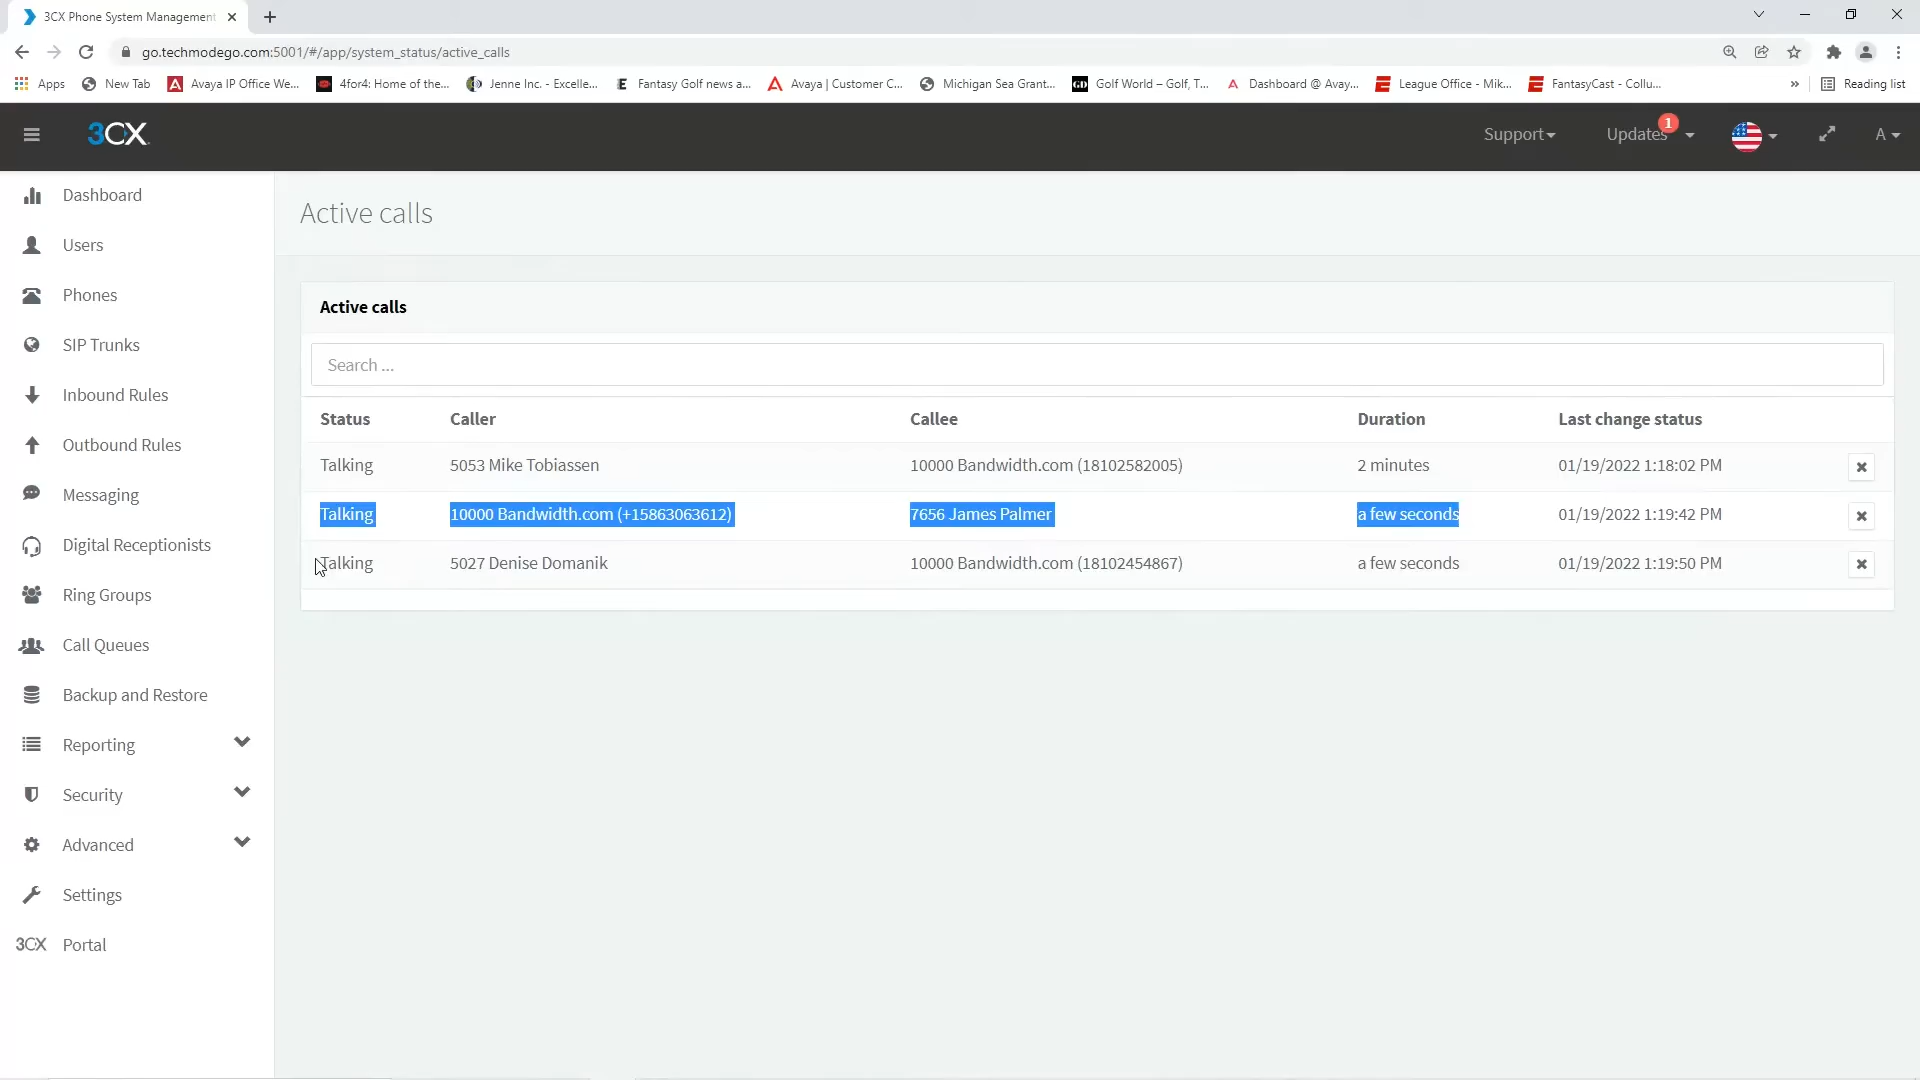 3CX Phone System Management
go.techmodego.com:5001/#/app/system_status/active_calls
Apps New Tab Avaya IP Office We... 4for4: Home of the... Jenne Inc. - Excelle... E Fantasy Golf news a... Avaya | Customer C... Michigan Sea Grant... GD Golf World – Golf, T... Dashboard @ Avay... League Office - Mik... FantasyCast - Collu... » Reading list
3CX Support Updates 1 A
Dashboard
Users
Phones
SIP Trunks
Inbound Rules
Outbound Rules
Messaging
Digital Receptionists
Ring Groups
Call Queues
Backup and Restore
Reporting
Security
Advanced
Settings
3CX Portal
Active calls
Active calls
Search ...
Status Caller Callee Duration Last change status
Talking 5053 Mike Tobiassen 10000 Bandwidth.com (18102582005) 2 minutes 01/19/2022 1:18:02 PM
Talking 10000 Bandwidth.com (+15863063612) 7656 James Palmer a few seconds 01/19/2022 1:19:42 PM
Talking 5027 Denise Domanik 10000 Bandwidth.com (18102454867) a few seconds 01/19/2022 1:19:50 PM